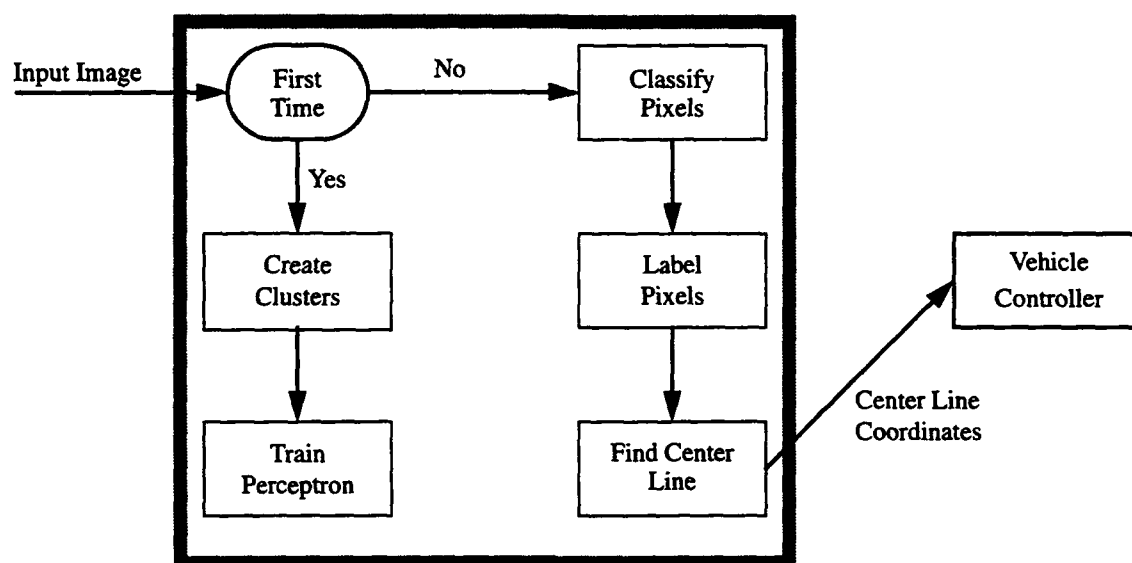 Input Image
First
Time
No
Classify
Pixels
Yes
Create
Clusters
Label
Pixels
Vehicle
Controller
Train
Perceptron
Find Center
Line
Center Line
Coordinates